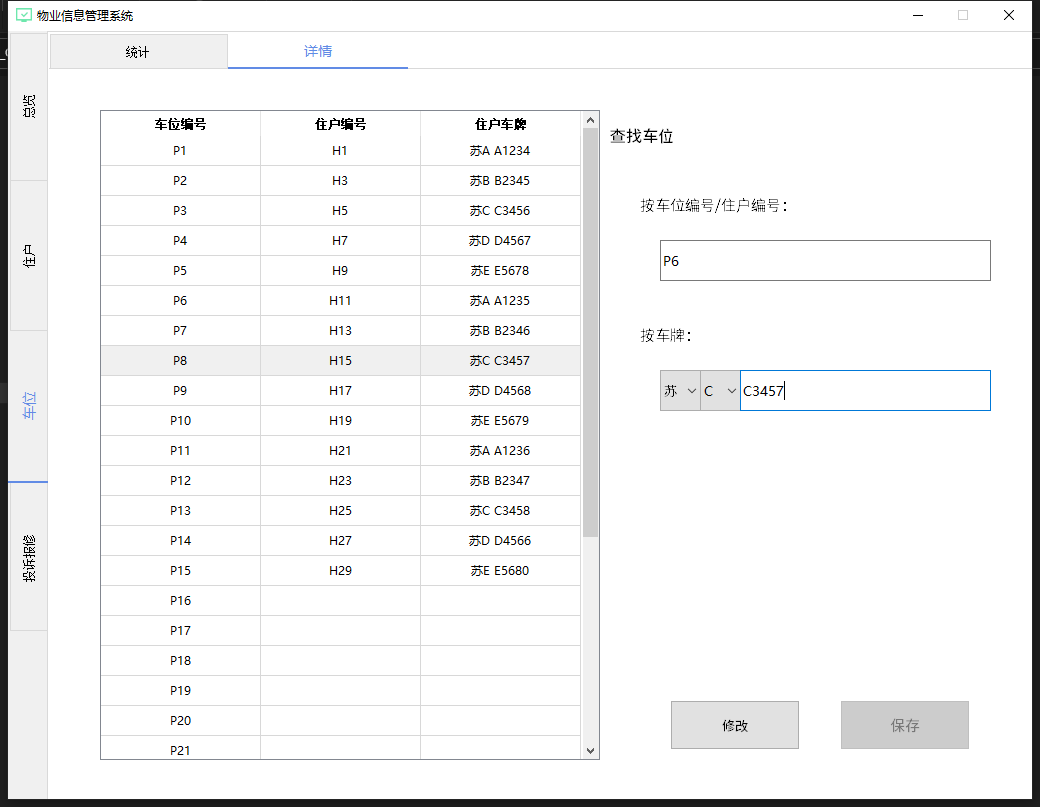 物业信息管理系统
统计
详情
总览
住户
车位
投诉报修
车位编号 住户编号 住户车牌
P1 H1 苏A A1234
P2 H3 苏B B2345
P3 H5 苏C C3456
P4 H7 苏D D4567
P5 H9 苏E E5678
P6 H11 苏A A1235
P7 H13 苏B B2346
P8 H15 苏C C3457
P9 H17 苏D D4568
P10 H19 苏E E5679
P11 H21 苏A A1236
P12 H23 苏B B2347
P13 H25 苏C C3458
P14 H27 苏D D4566
P15 H29 苏E E5680
P16
P17
P18
P19
P20
P21
查找车位
按车位编号/住户编号：
P6
按车牌：
苏 C C3457
修改
保存